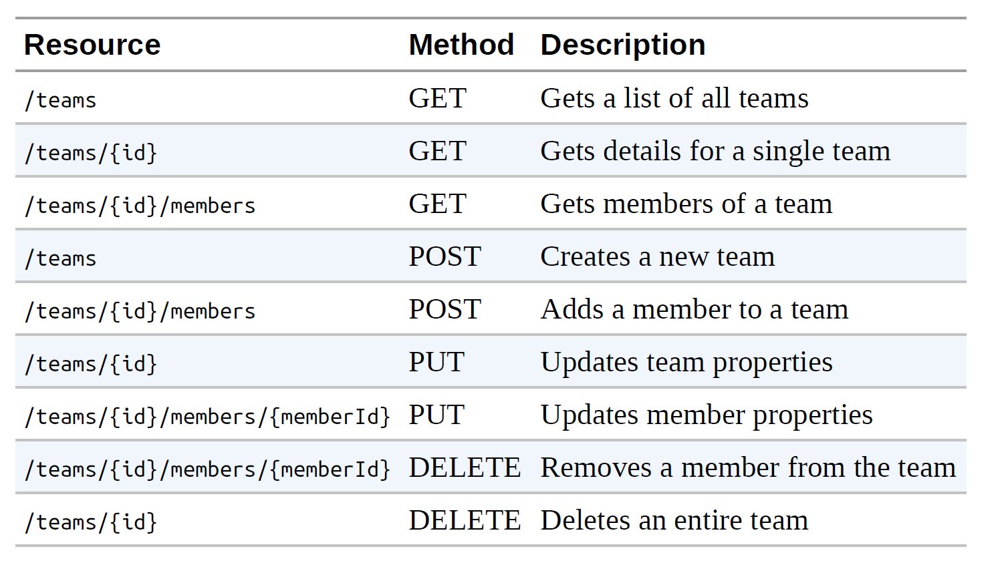 Resource Method Description
/teams GET Gets a list of all teams
/teams/{id} GET Gets details for a single team
/teams/{id}/members GET Gets members of a team
/teams POST Creates a new team
/teams/{id}/members POST Adds a member to a team
/teams/{id} PUT Updates team properties
/teams/{id}/members/{memberId} PUT Updates member properties
/teams/{id}/members/{memberId} DELETE Removes a member from the team
/teams/{id} DELETE Deletes an entire team